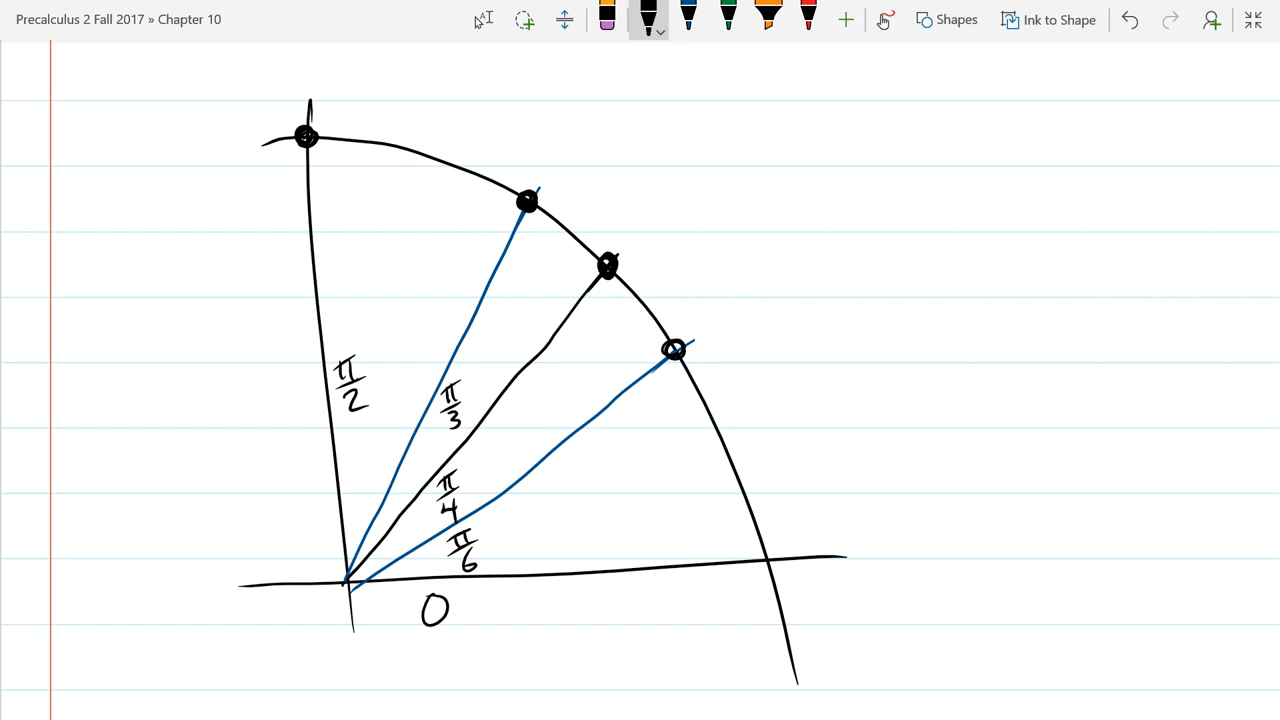 Precalculus 2 Fall 2017 » Chapter 10
Shapes
Ink to Shape
π/2
π/3
π/4
π/6
0